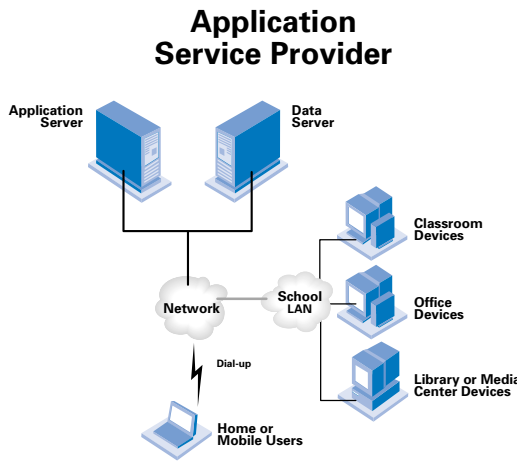 Application
Service Provider
Application
Server
Data
Server
Classroom
Devices
Network
School
LAN
Office
Devices
Dial-up
Library or Media
Center Devices
Home or
Mobile Users